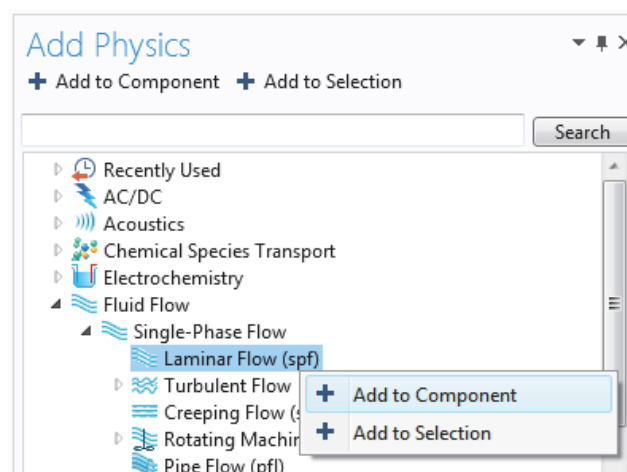 Add Physics
Add to Component Add to Selection
Search
Recently Used
AC/DC
Acoustics
Chemical Species Transport
Electrochemistry
Fluid Flow
Single-Phase Flow
Laminar Flow (spf)
Turbulent Flow
Add to Component
Creeping Flow
Add to Selection
Rotating
Pipe Flow (pfl)